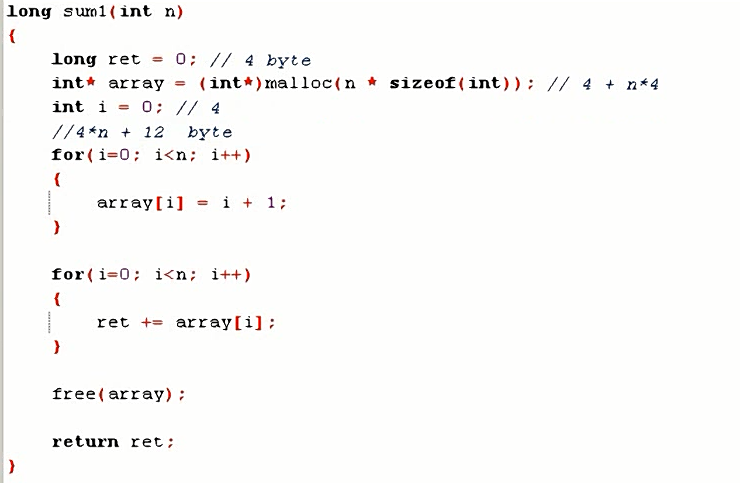 long sum1(int n)
{
    long ret = 0; // 4 byte
    int* array = (int*)malloc(n * sizeof(int)); // 4 + n*4
    int i = 0; // 4
    //4*n + 12  byte
    for(i=0; i<n; i++)
    {
        array[i] = i + 1;
    }

    for(i=0; i<n; i++)
    {
        ret += array[i];
    }

    free(array);

    return ret;
}